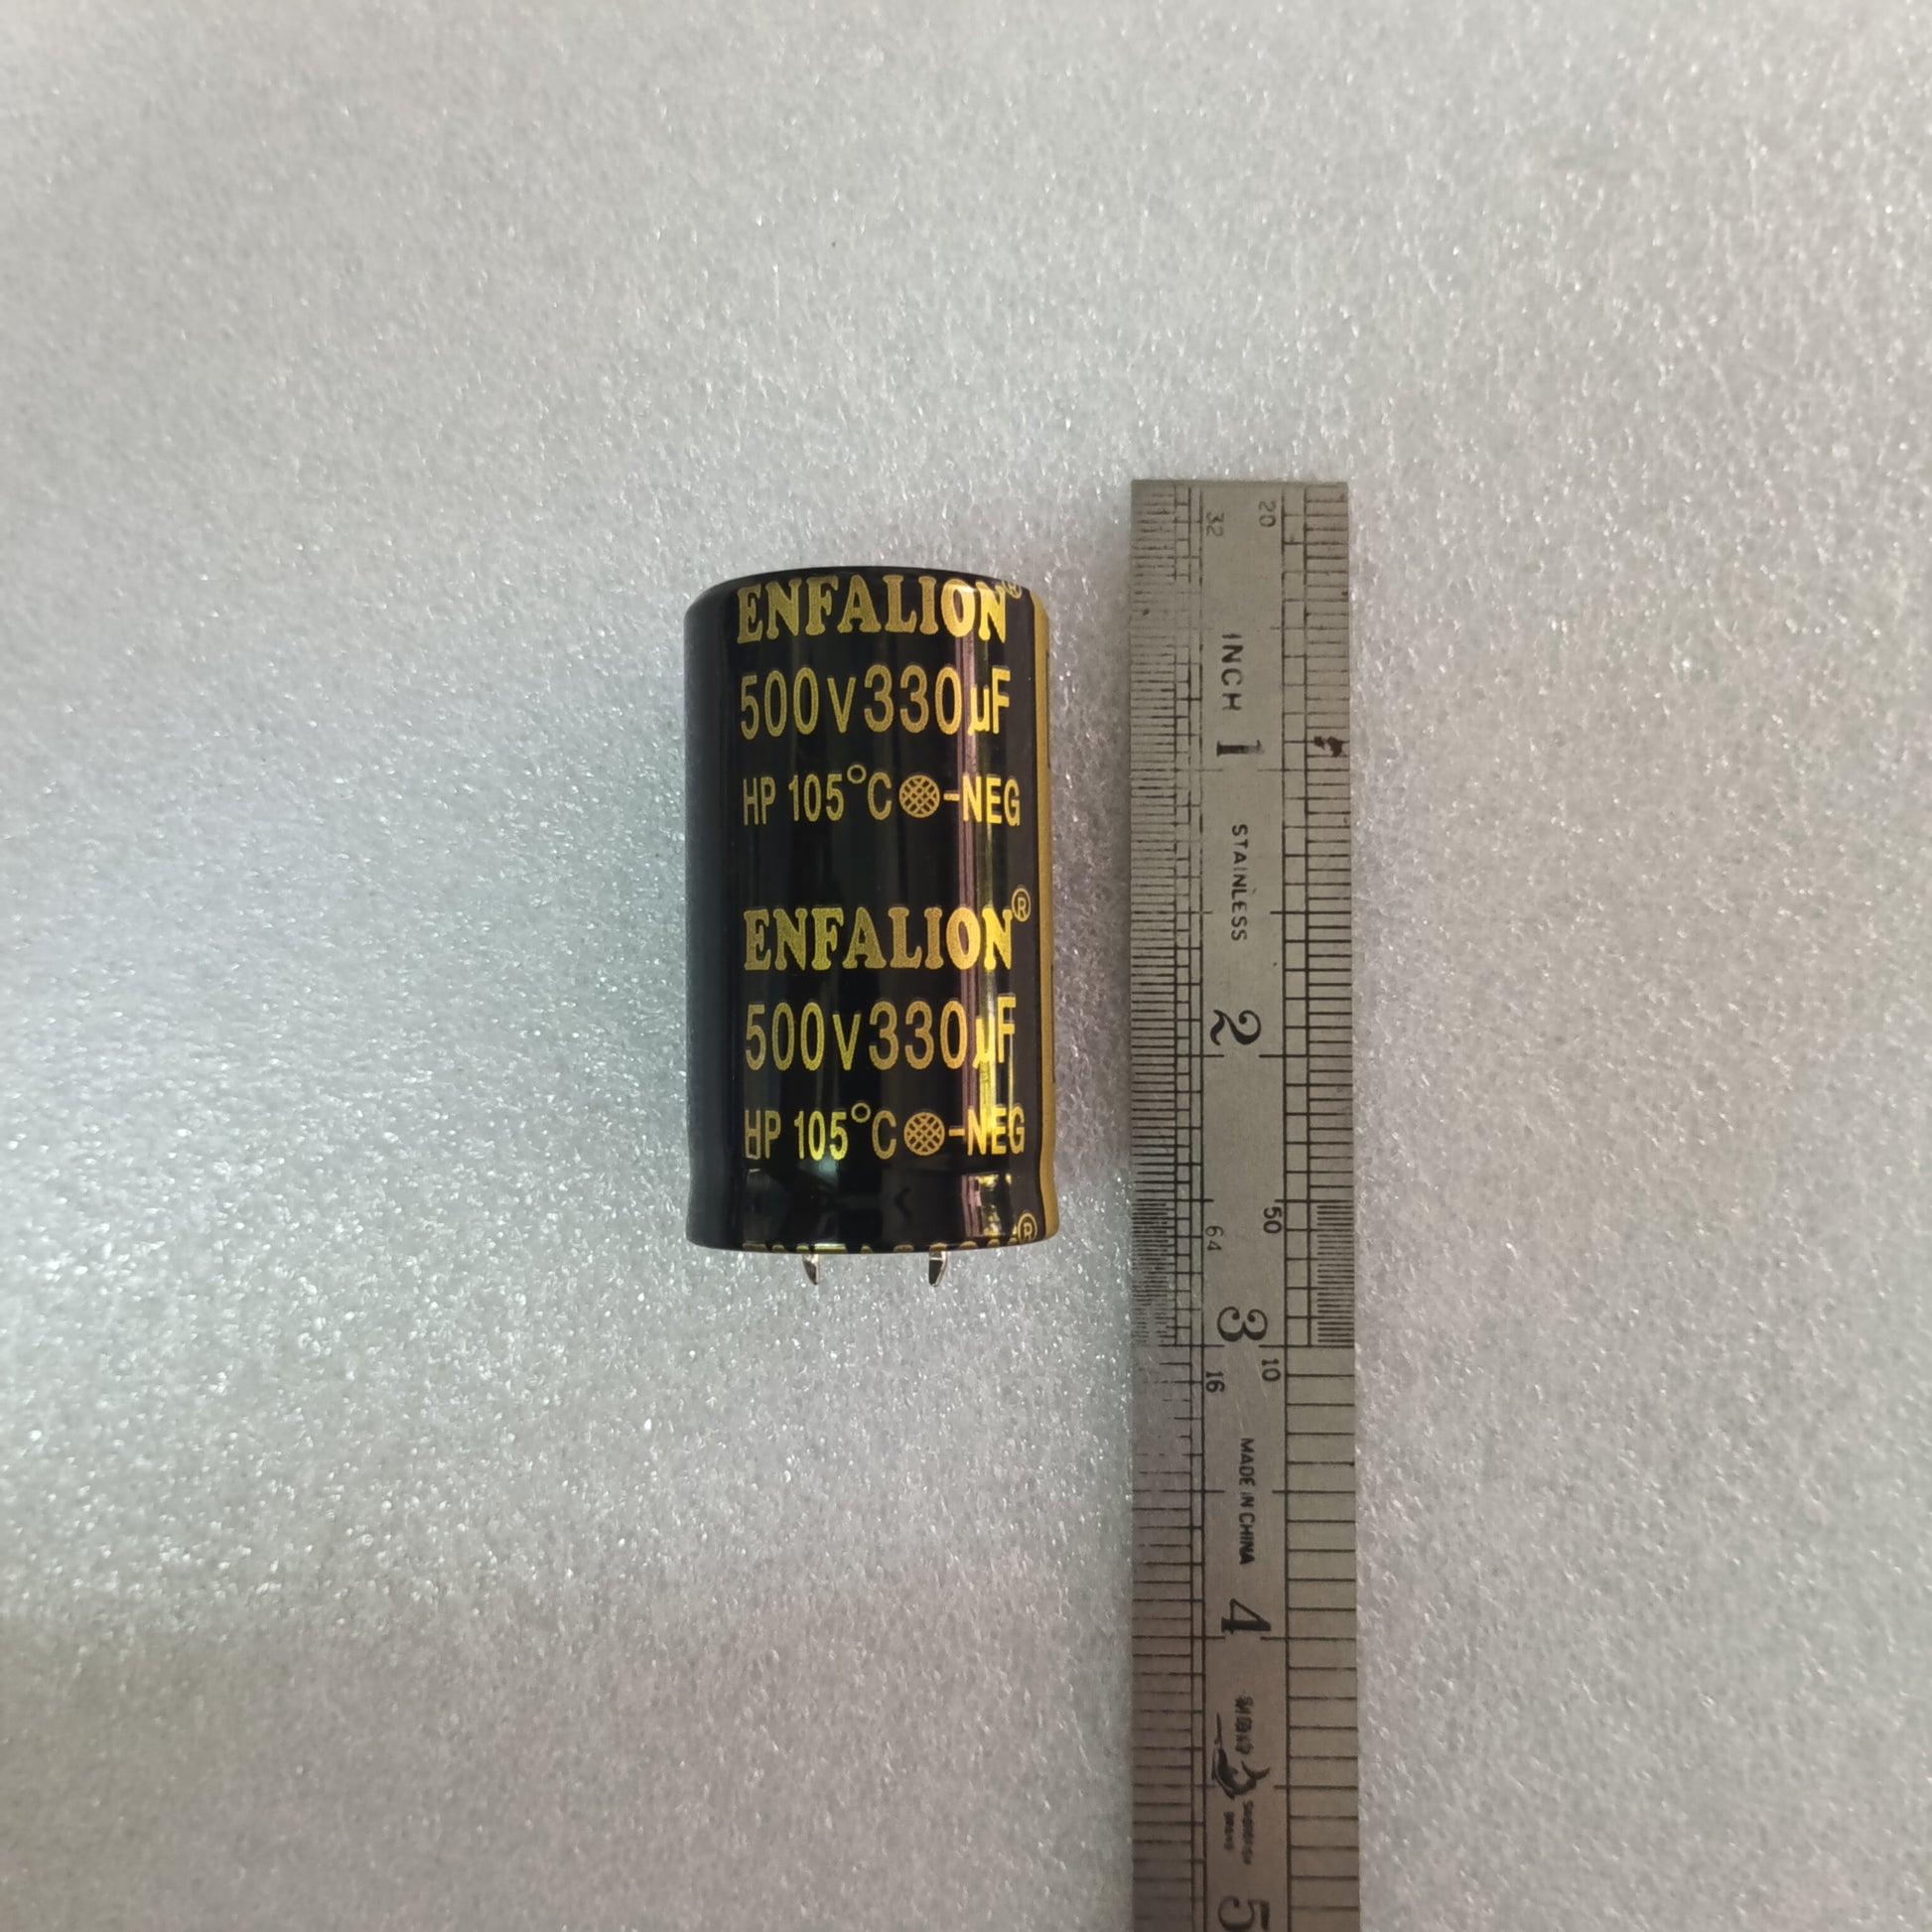 ENFALION®
500V330µF
HP 105°C -NEG
ENFALION®
500V330µF
HP 105°C -NEG
®
32
20
INCH
1
STAINLESS
2
64
50
3
16
10
MADE IN CHINA
4
5